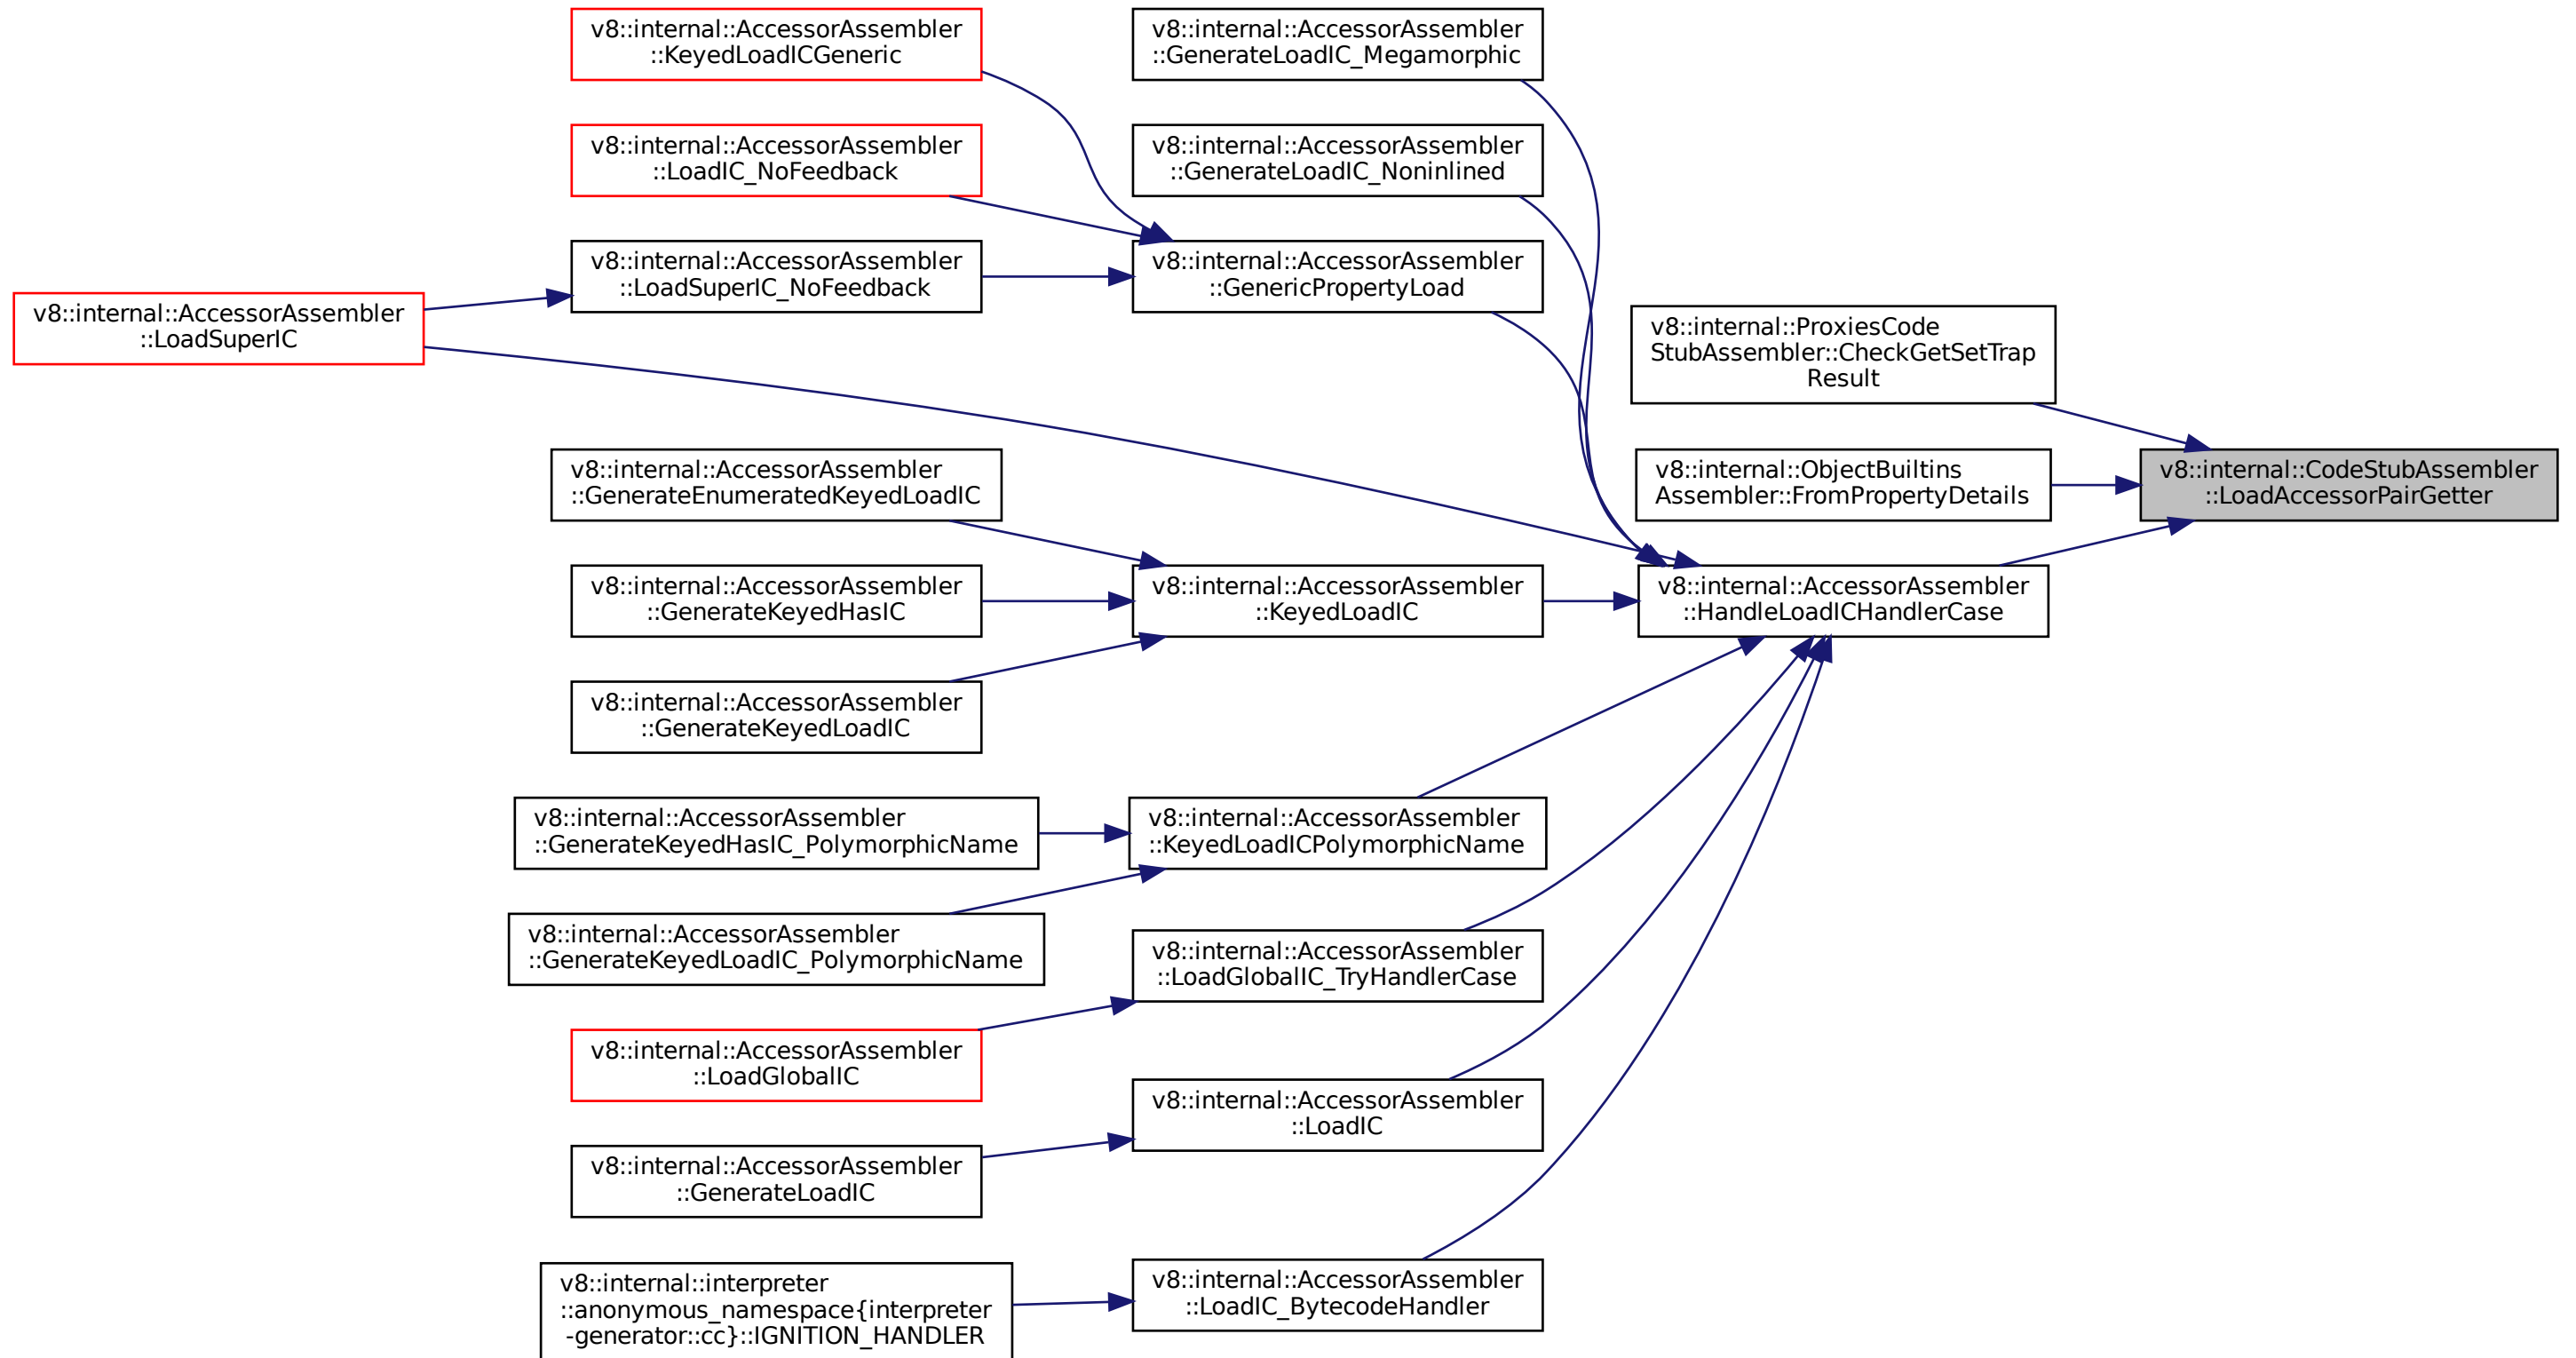 v8::internal::AccessorAssembler
::KeyedLoadICGeneric
v8::internal::AccessorAssembler
::GenerateLoadIC_Megamorphic
v8::internal::AccessorAssembler
::LoadIC_NoFeedback
v8::internal::AccessorAssembler
::GenerateLoadIC_Noninlined
v8::internal::AccessorAssembler
::LoadSuperIC_NoFeedback
v8::internal::AccessorAssembler
::GenericPropertyLoad
v8::internal::AccessorAssembler
::LoadSuperIC
v8::internal::ProxiesCode
StubAssembler::CheckGetSetTrap
Result
v8::internal::AccessorAssembler
::GenerateEnumeratedKeyedLoadIC
v8::internal::ObjectBuiltins
Assembler::FromPropertyDetails
v8::internal::CodeStubAssembler
::LoadAccessorPairGetter
v8::internal::AccessorAssembler
::GenerateKeyedHasIC
v8::internal::AccessorAssembler
::KeyedLoadIC
v8::internal::AccessorAssembler
::HandleLoadICHandlerCase
v8::internal::AccessorAssembler
::GenerateKeyedLoadIC
v8::internal::AccessorAssembler
::GenerateKeyedHasIC_PolymorphicName
v8::internal::AccessorAssembler
::KeyedLoadICPolymorphicName
v8::internal::AccessorAssembler
::GenerateKeyedLoadIC_PolymorphicName
v8::internal::AccessorAssembler
::LoadGlobalIC_TryHandlerCase
v8::internal::AccessorAssembler
::LoadGlobalIC
v8::internal::AccessorAssembler
::LoadIC
v8::internal::AccessorAssembler
::GenerateLoadIC
v8::internal::interpreter
::anonymous_namespace{interpreter
-generator::cc}::IGNITION_HANDLER
v8::internal::AccessorAssembler
::LoadIC_BytecodeHandler